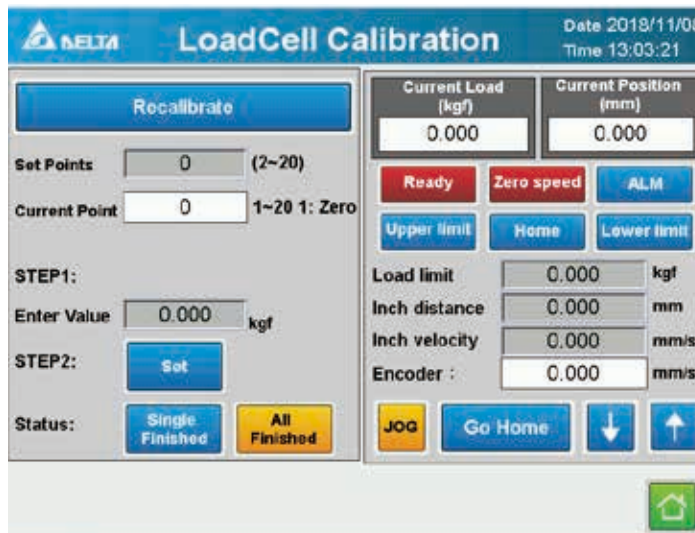 DELTA
LoadCell Calibration
Date 2018/11/0
Time 13:03:21
Recalibrate
Set Points 0 (2~20)
Current Point 0 1~20 1: Zero
STEP1:
Enter Value 0.000 kgf
STEP2: Set
Status: Single Finished All Finished
Current Load (kgf)
0.000
Current Position (mm)
0.000
Ready Zero speed ALM
Upper limit Home Lower limit
Load limit 0.000 kgf
Inch distance 0.000 mm
Inch velocity 0.000 mm/s
Encoder : 0.000 mm/s
JOG Go Home